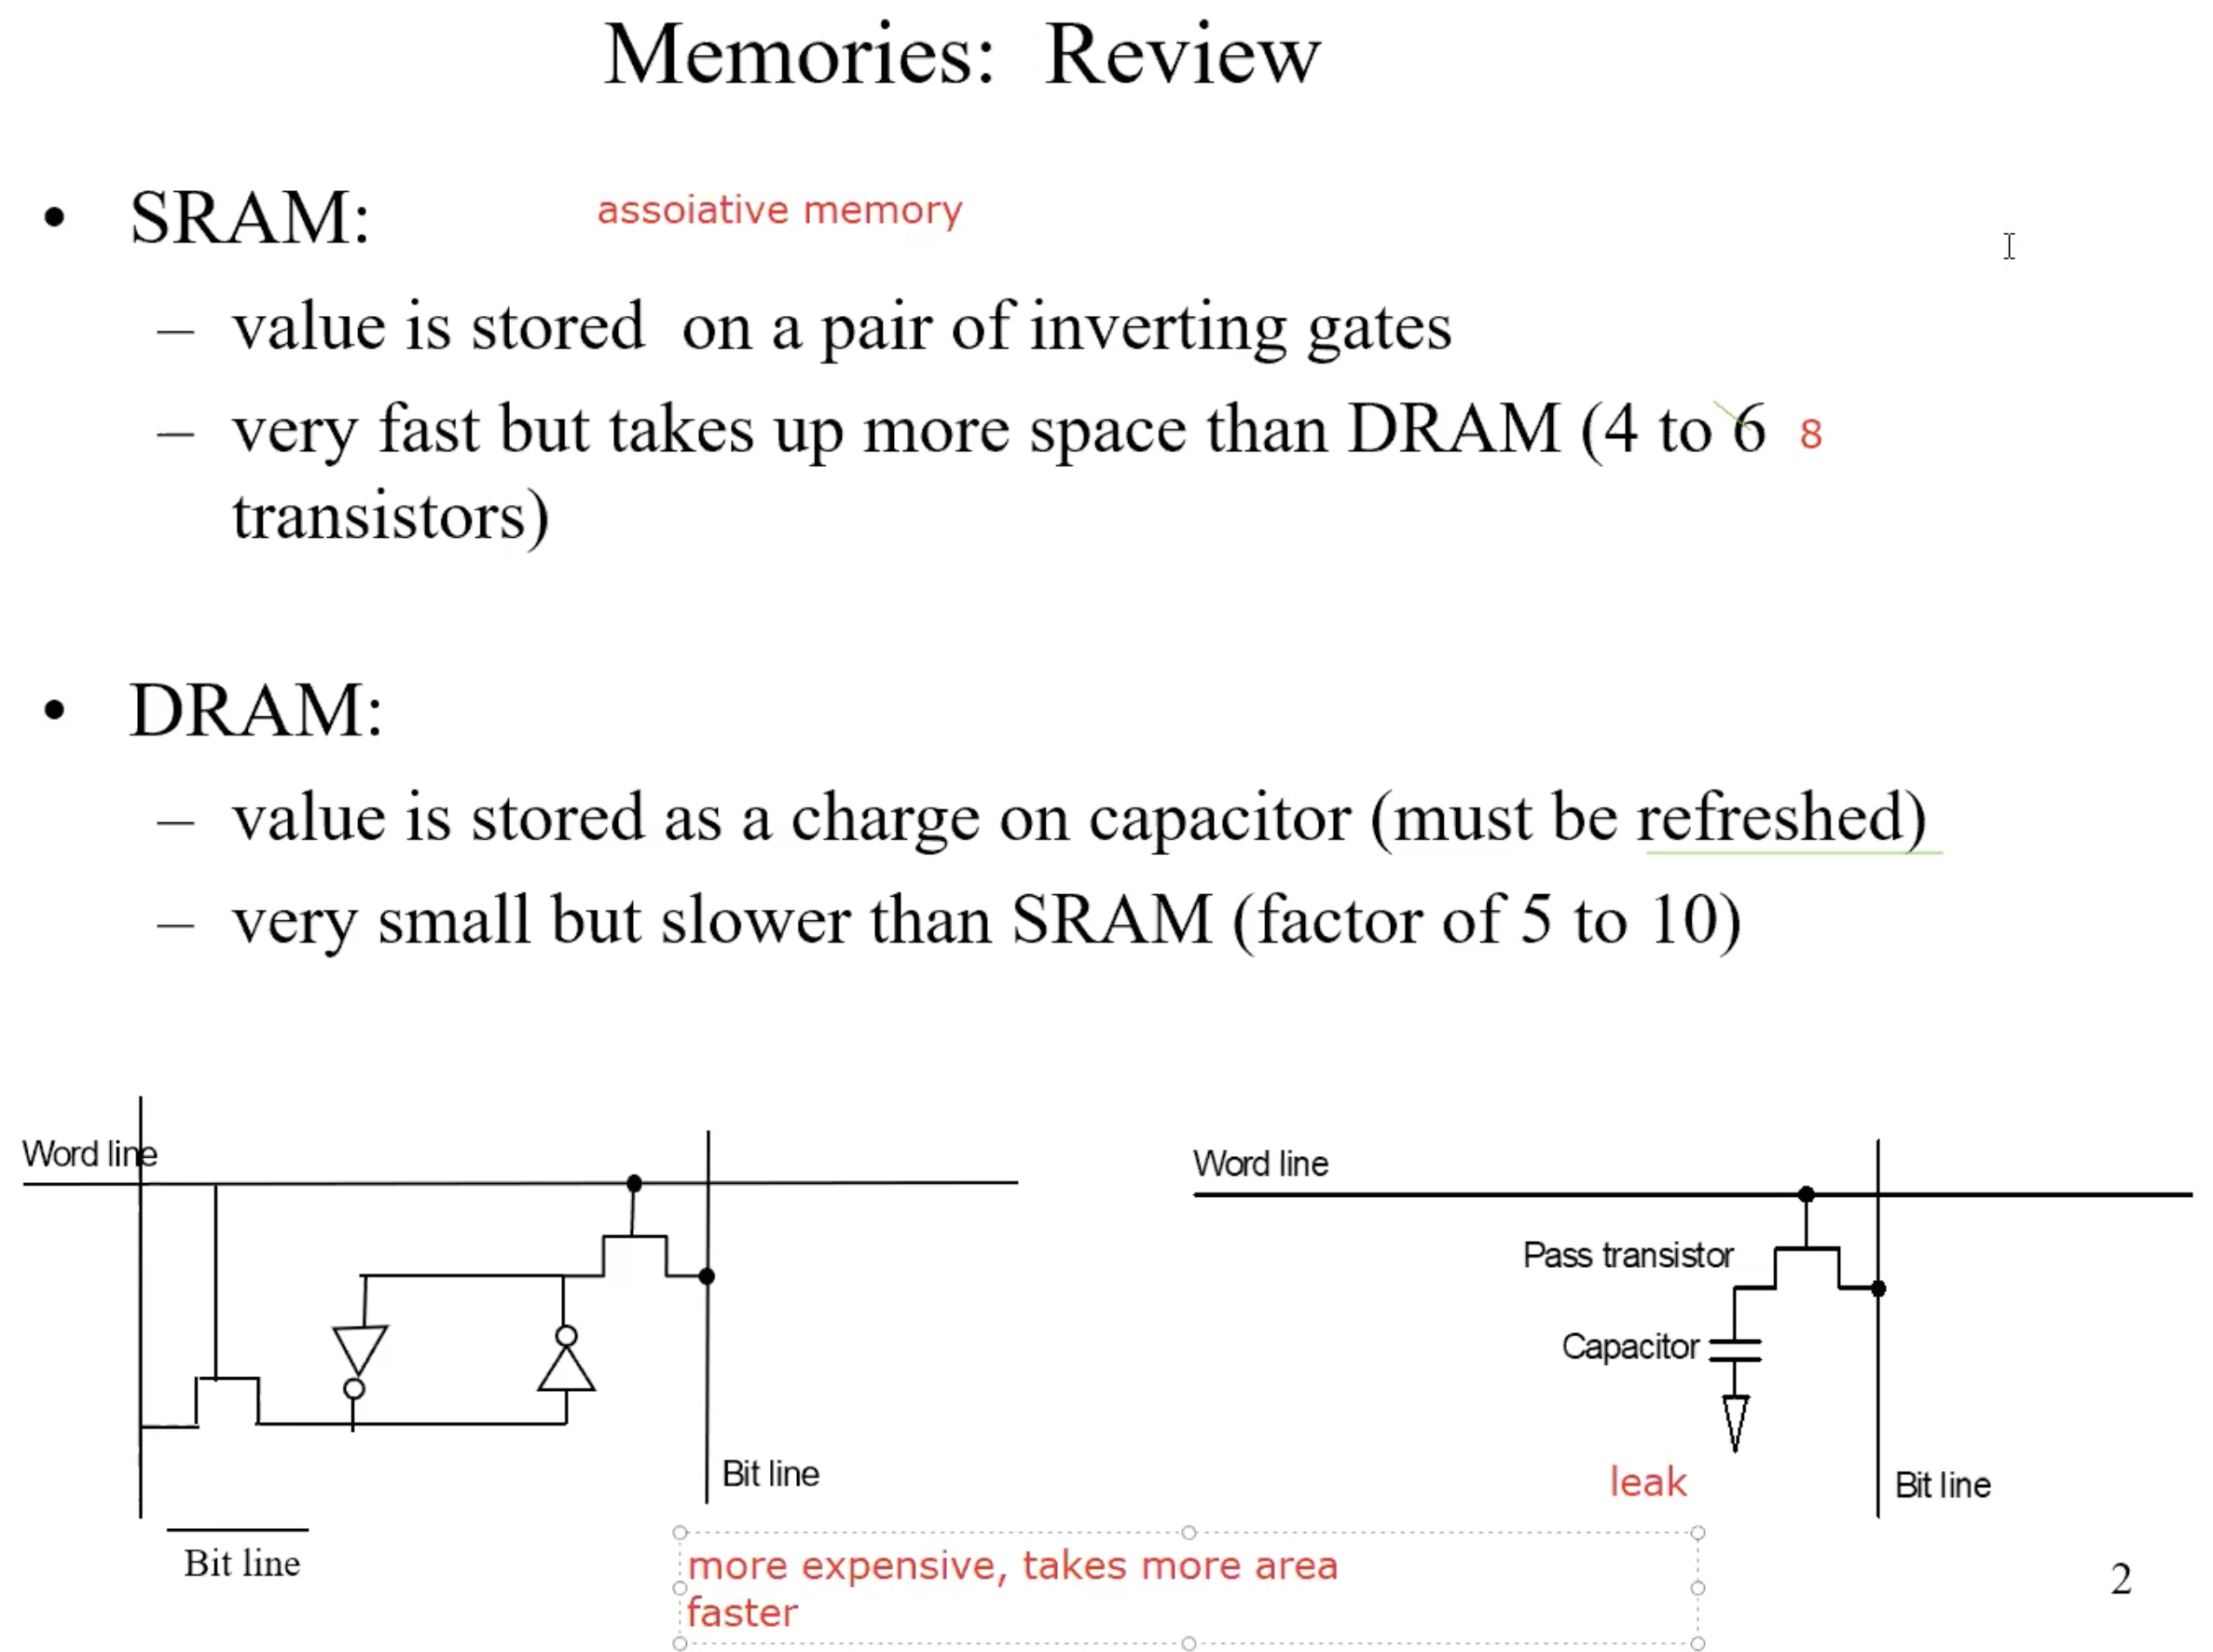 Memories: Review
• SRAM:
assoiative memory
– value is stored on a pair of inverting gates
– very fast but takes up more space than DRAM (4 to 6 8
transistors)
• DRAM:
– value is stored as a charge on capacitor (must be refreshed)
– very small but slower than SRAM (factor of 5 to 10)
Word line
Bit line
Bit line
Word line
Pass transistor
Capacitor
leak
Bit line
more expensive, takes more area
faster
2